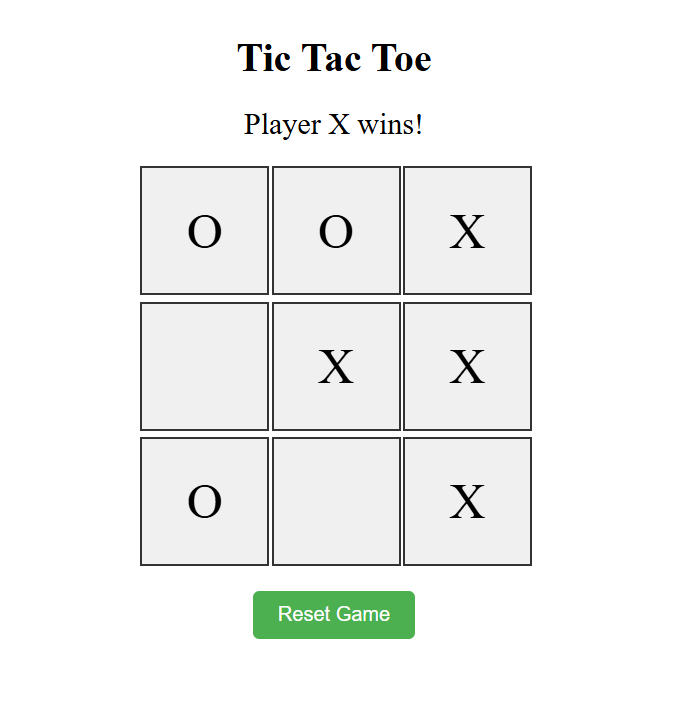 Tic Tac Toe
Player X wins!
O O X
X X
O X
Reset Game